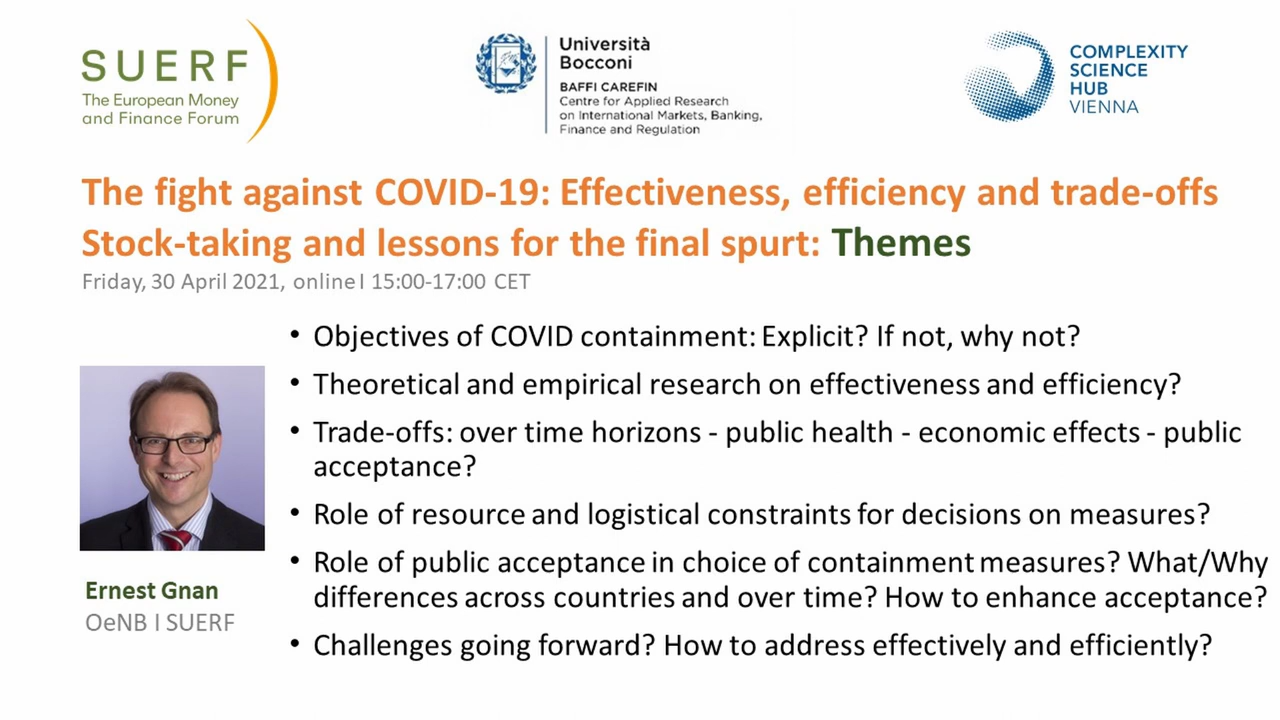 SUERF
The European Money
and Finance Forum
Università
Bocconi
BAFFI CAREFIN
Centre for Applied Research
on International Markets, Banking,
Finance and Regulation
COMPLEXITY
SCIENCE
HUB
VIENNA
The fight against COVID-19: Effectiveness, efficiency and trade-offs
Stock-taking and lessons for the final spurt: Themes
Friday, 30 April 2021, online I 15:00-17:00 CET
• Objectives of COVID containment: Explicit? If not, why not?
• Theoretical and empirical research on effectiveness and efficiency?
• Trade-offs: over time horizons - public health - economic effects - public
acceptance?
• Role of resource and logistical constraints for decisions on measures?
• Role of public acceptance in choice of containment measures? What/Why
differences across countries and over time? How to enhance acceptance?
• Challenges going forward? How to address effectively and efficiently?
Ernest Gnan
OeNB I SUERF